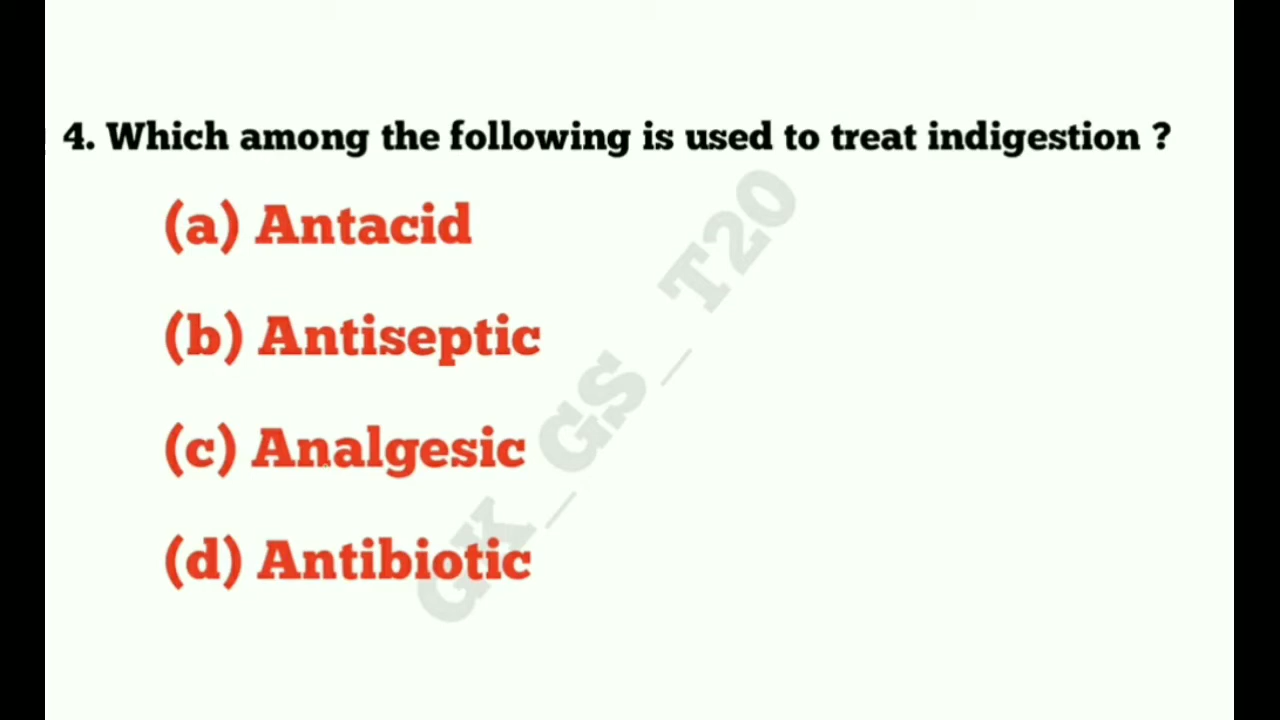 4. Which among the following is used to treat indigestion ?
(a) Antacid
(b) Antiseptic
(c) Analgesic
(d) Antibiotic
GK_GS_T20